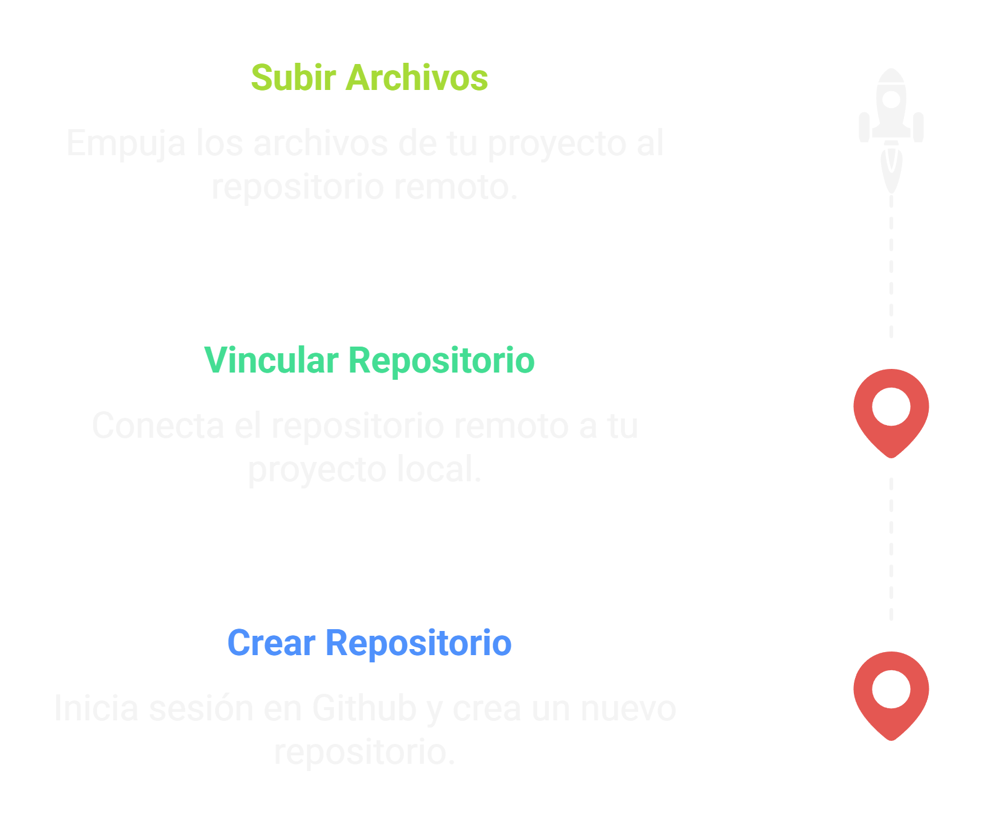 Subir Archivos
Empuja los archivos de tu proyecto al
repositorio remoto.
Vincular Repositorio
Conecta el repositorio remoto a tu
proyecto local.
Crear Repositorio
Inicia sesión en Github y crea un nuevo
repositorio.